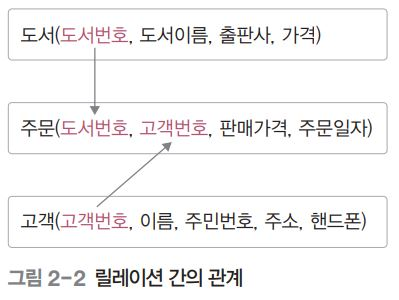 도서(도서번호, 도서이름, 출판사, 가격)
주문(도서번호, 고객번호, 판매가격, 주문일자)
고객(고객번호, 이름, 주민번호, 주소, 핸드폰)
그림 2-2 릴레이션 간의 관계